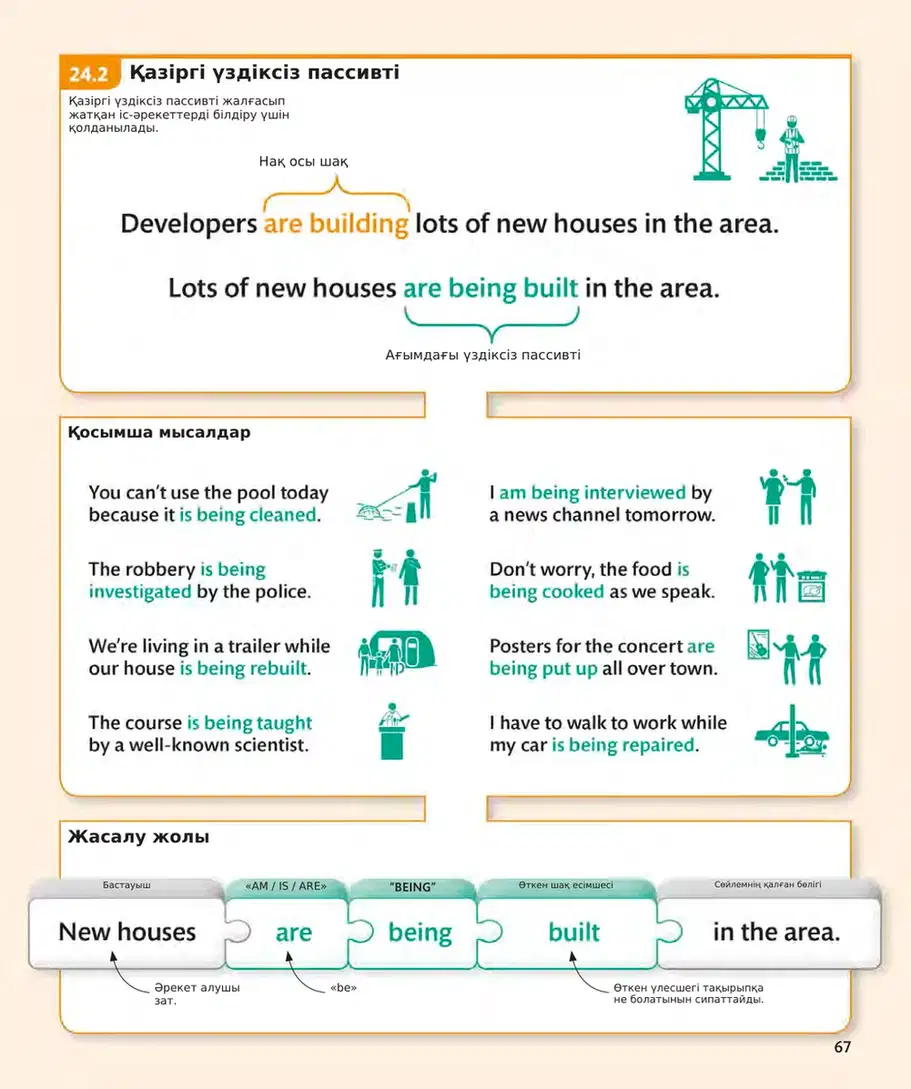 24.2 Қазіргі үздіксіз пассивті
Қазіргі үздіксіз пассивті жалғасып
жатқан іс-әрекеттерді білдіру үшін
қолданылады.
Нақ осы шақ
Developers are building lots of new houses in the area.
Lots of new houses are being built in the area.
Ағымдағы үздіксіз пассивті
Қосымша мысалдар
You can't use the pool today
because it is being cleaned.
The robbery is being
investigated by the police.
We're living in a trailer while
our house is being rebuilt.
The course is being taught
by a well-known scientist.
I am being interviewed by
a news channel tomorrow.
Don't worry, the food is
being cooked as we speak.
Posters for the concert are
being put up all over town.
I have to walk to work while
my car is being repaired.
Жасалу жолы
Бастауыш
«AM / IS / ARE»
"BEING"
Өткен шақ есімшесі
Сөйлемнің қалған бөлігі
New houses
are
being
built
in the area.
Әрекет алушы
зат.
«be»
Өткен үлесшегі тақырыпқа
не болатынын сипаттайды.
67